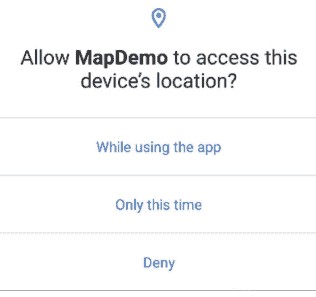 Allow MapDemo to access this
device's location?
While using the app
Only this time
Deny